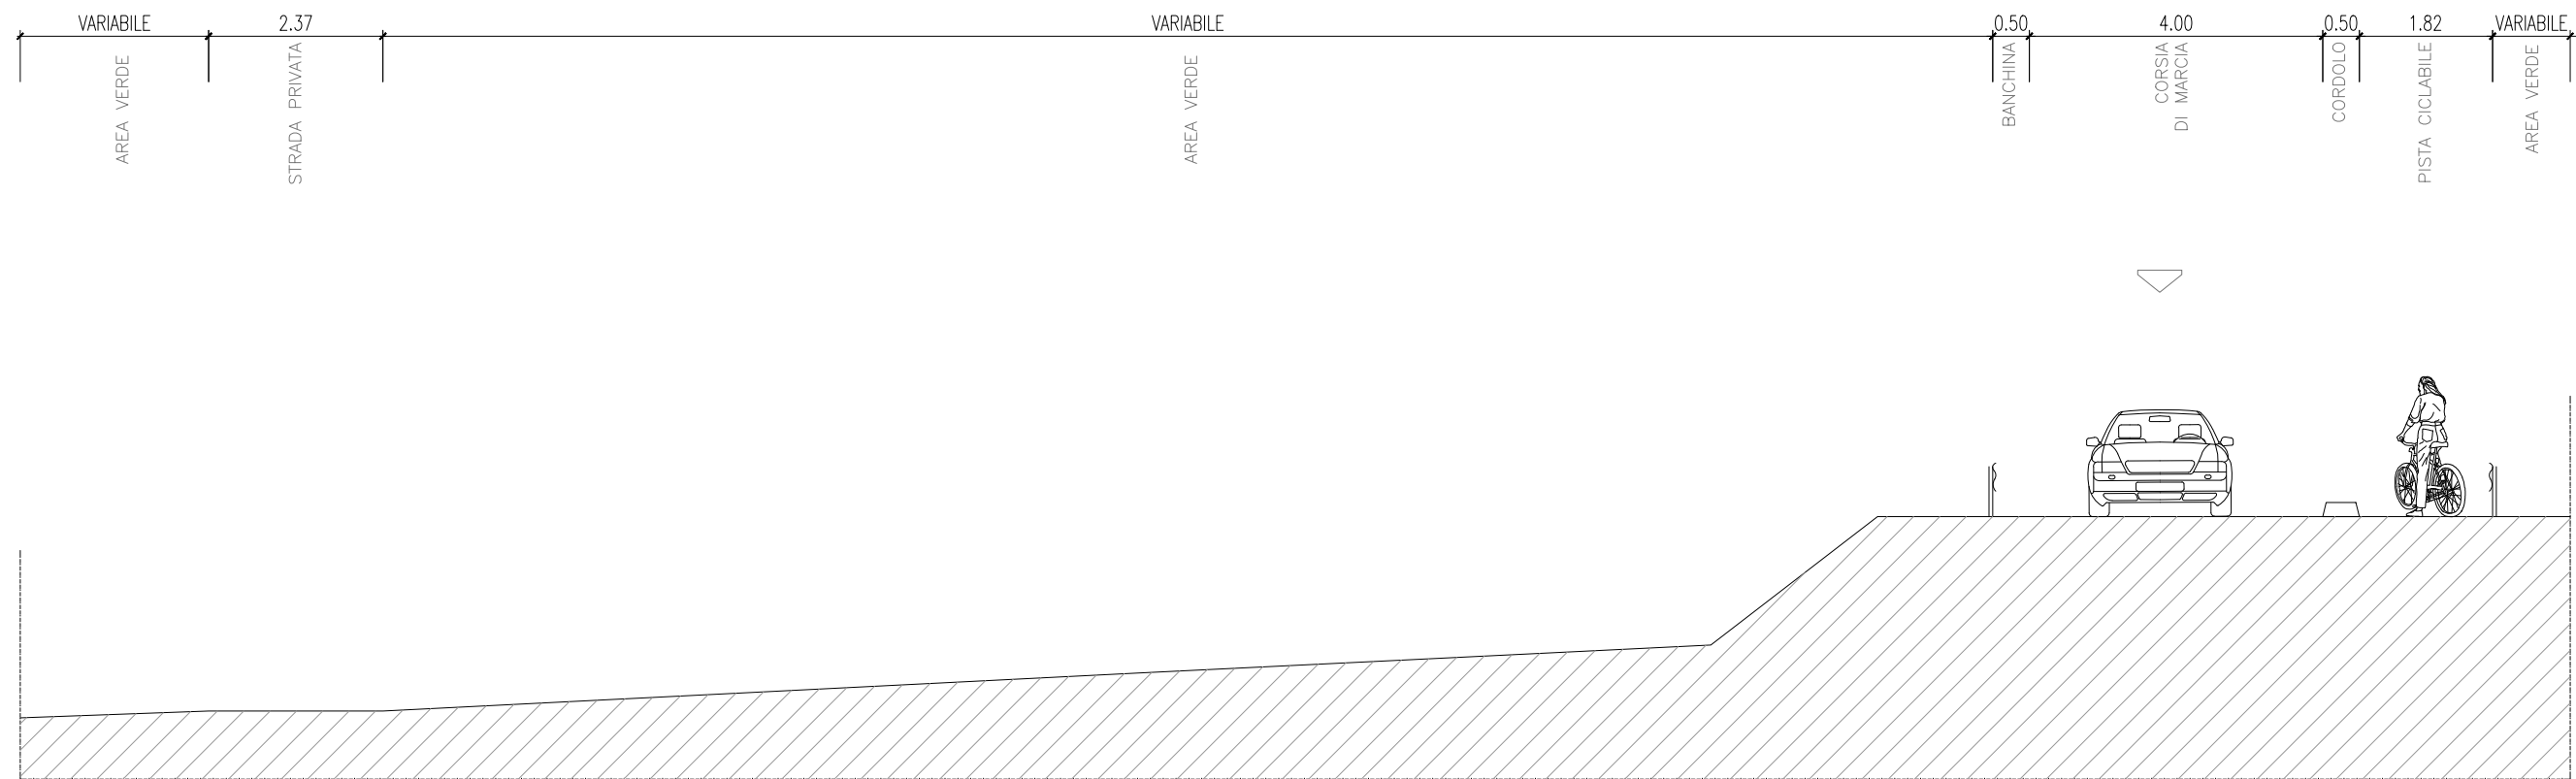 VARIABILE
2.37
VARIABILE
0.50
4.00
0.50
1.82
VARIABILE
AREA VERDE
STRADA PRIVATA
AREA VERDE
BANCHINA
CORSIA
DI MARCIA
CORDOLO
PISTA CICLABILE
AREA VERDE